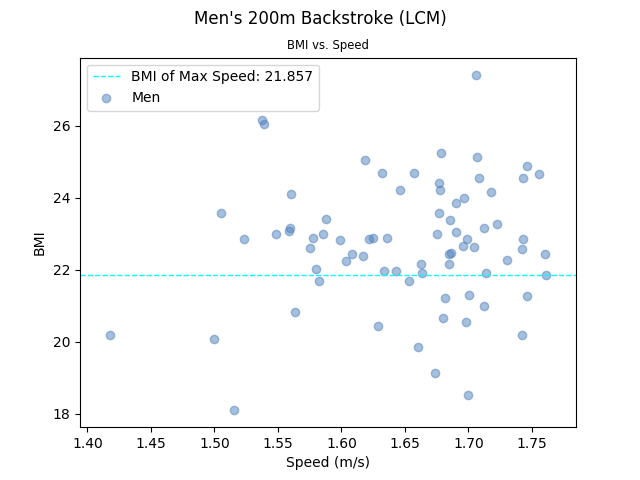 Men's 200m Backstroke (LCM)
BMI vs. Speed
BMI of Max Speed: 21.857
Men
26
24
22
20
18
BMI
1.40 1.45 1.50 1.55 1.60 1.65 1.70 1.75
Speed (m/s)